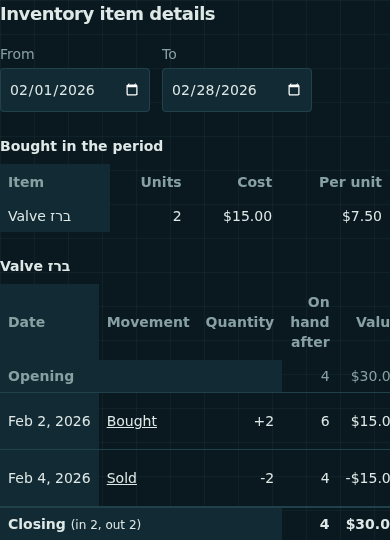 Inventory item details
From To
02/01/2026 02/28/2026
Bought in the period
Item Units Cost Per unit
Valve ברז 2 $15.00 $7.50
Valve ברז
Date Movement Quantity On hand after Valu
Opening 4 $30.0
Feb 2, 2026 Bought +2 6 $15.0
Feb 4, 2026 Sold -2 4 -$15.0
Closing (in 2, out 2) 4 $30.0